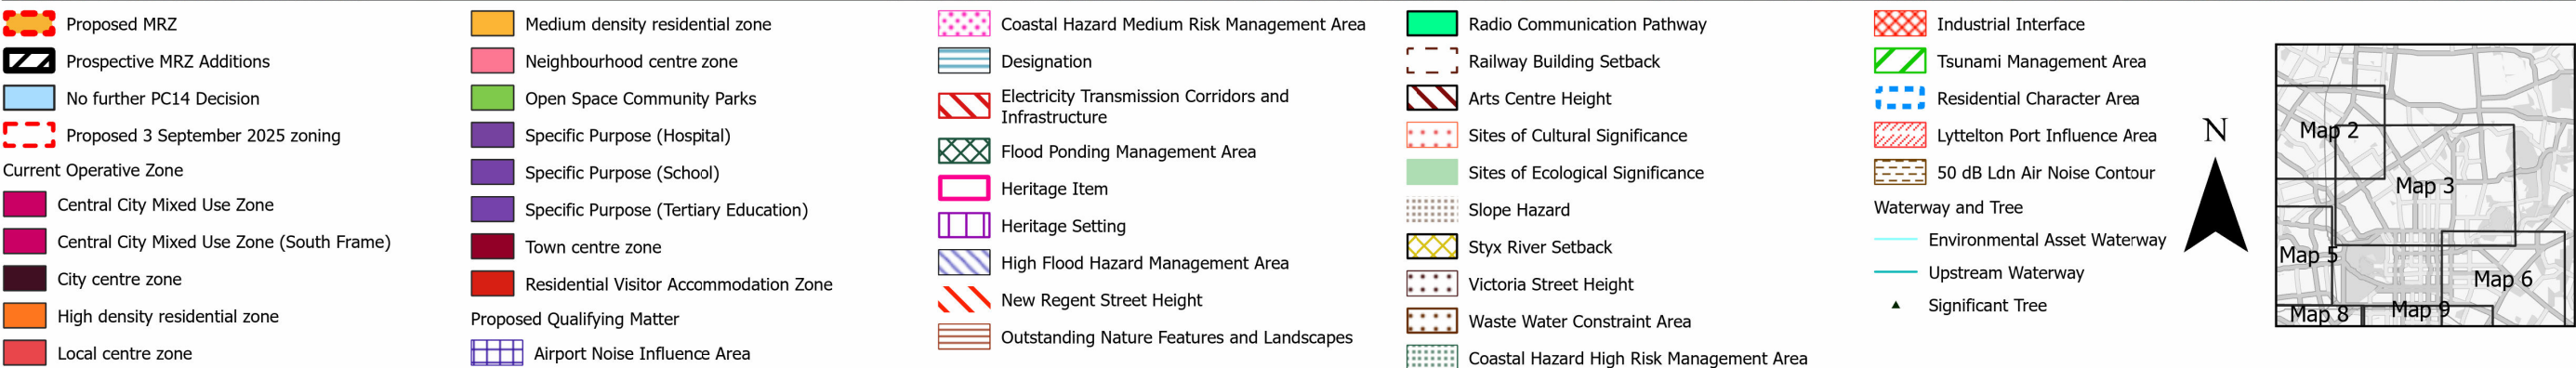 Proposed MRZ
Prospective MRZ Additions
No further PC14 Decision
Proposed 3 September 2025 zoning
Current Operative Zone
Central City Mixed Use Zone
Central City Mixed Use Zone (South Frame)
City centre zone
High density residential zone
Local centre zone
Medium density residential zone
Neighbourhood centre zone
Open Space Community Parks
Specific Purpose (Hospital)
Specific Purpose (School)
Specific Purpose (Tertiary Education)
Town centre zone
Residential Visitor Accommodation Zone
Proposed Qualifying Matter
Airport Noise Influence Area
Coastal Hazard Medium Risk Management Area
Designation
Electricity Transmission Corridors and
Infrastructure
Flood Ponding Management Area
Heritage Item
Heritage Setting
High Flood Hazard Management Area
New Regent Street Height
Outstanding Nature Features and Landscapes
Radio Communication Pathway
Railway Building Setback
Arts Centre Height
Sites of Cultural Significance
Sites of Ecological Significance
Slope Hazard
Styx River Setback
Victoria Street Height
Waste Water Constraint Area
Coastal Hazard High Risk Management Area
Industrial Interface
Tsunami Management Area
Residential Character Area
Lyttelton Port Influence Area
50 dB Ldn Air Noise Contour
Waterway and Tree
Environmental Asset Waterway
Upstream Waterway
Significant Tree
N
Map 2
Map 3
Map 5
Map 6
Map 8
Map 9